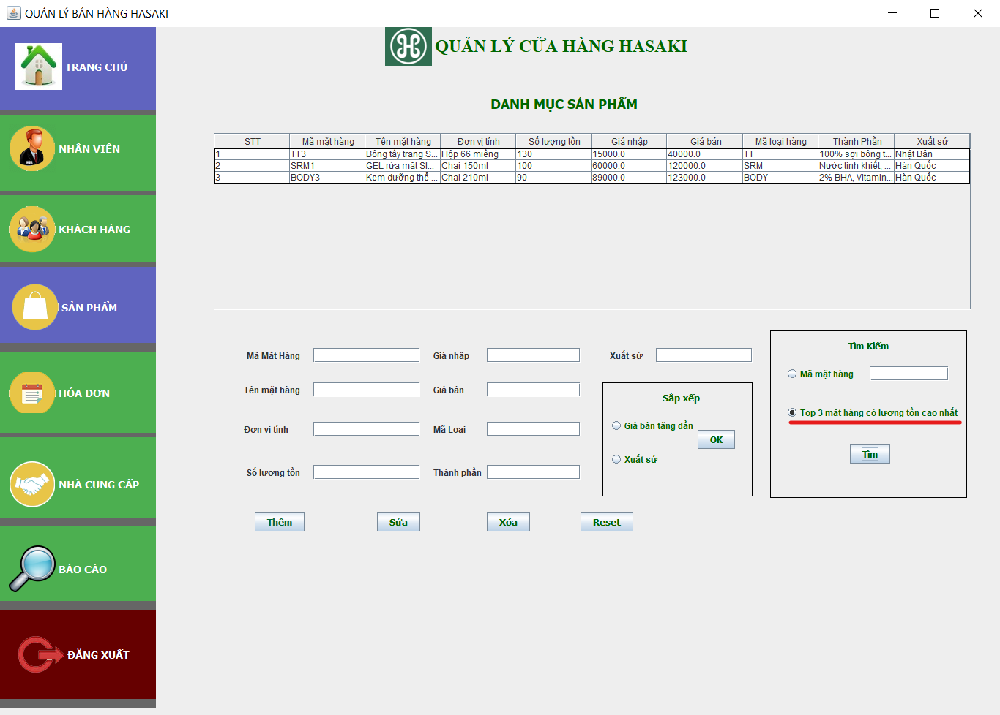 QUẢN LÝ BÁN HÀNG HASAKI
QUẢN LÝ CỬA HÀNG HASAKI
TRANG CHỦ
NHÂN VIÊN
KHÁCH HÀNG
SẢN PHẨM
HÓA ĐƠN
NHÀ CUNG CẤP
BÁO CÁO
ĐĂNG XUẤT
DANH MỤC SẢN PHẨM
STT Mã mặt hàng Tên mặt hàng Đơn vị tính Số lượng tồn Giá nhập Giá bán Mã loại hàng Thành Phần Xuất sứ
1 TT3 Bông tẩy trang S... Hộp 66 miếng 130 15000.0 40000.0 TT 100% sợi bông t... Nhật Bản
2 SRM1 GEL rửa mặt SI... Chai 150ml 100 60000.0 120000.0 SRM Nước tinh khiết, ... Hàn Quốc
3 BODY3 Kem dưỡng thể ... Chai 210ml 90 89000.0 123000.0 BODY 2% BHA, Vitamin... Hàn Quốc
Mã Mặt Hàng Giá nhập Xuất sứ
Tên mặt hàng Giá bán
Đơn vị tính Mã Loại
Số lượng tồn Thành phần
Sắp xếp
Giá bán tăng dần
OK
Xuất sứ
Tìm Kiếm
Mã mặt hàng
Top 3 mặt hàng có lượng tồn cao nhất
Tìm
Thêm Sửa Xóa Reset